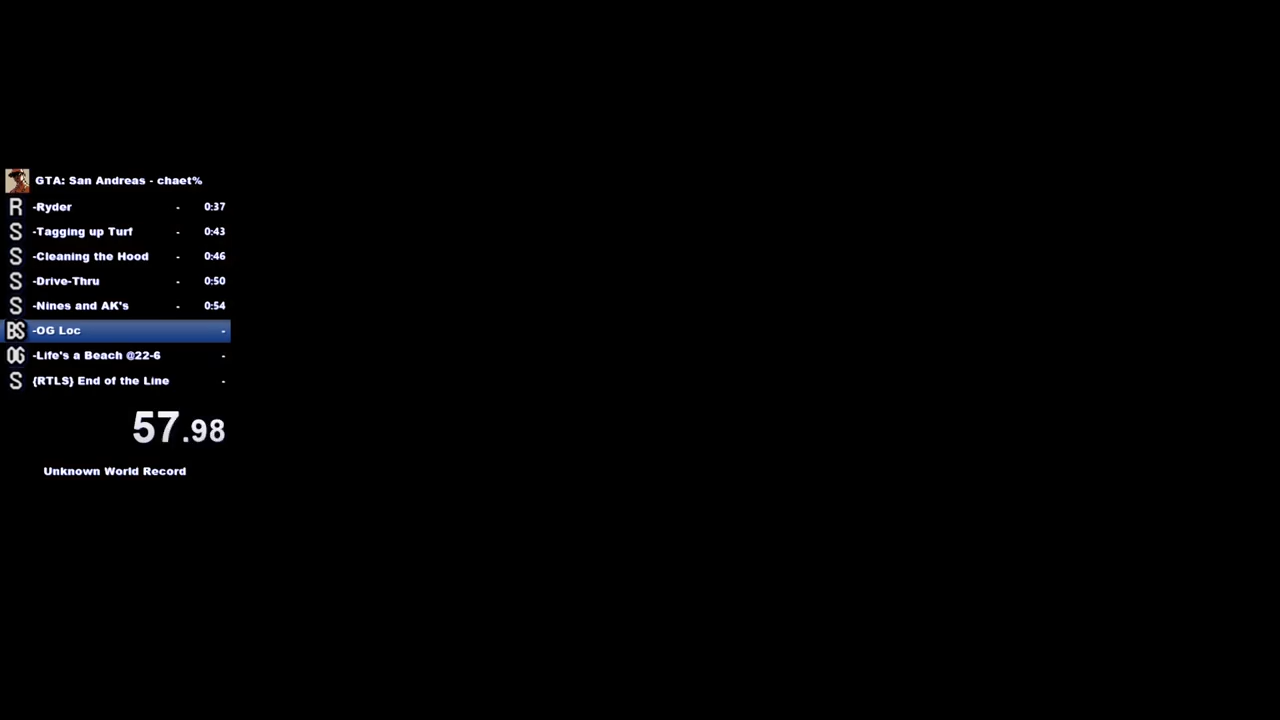 GTA: San Andreas - chaet%
R -Ryder - 0:37
S -Tagging up Turf - 0:43
S -Cleaning the Hood - 0:46
S -Drive-Thru - 0:50
S -Nines and AK's - 0:54
BS -OG Loc -
OG -Life's a Beach @22-6 -
S {RTLS} End of the Line -
57.98
Unknown World Record